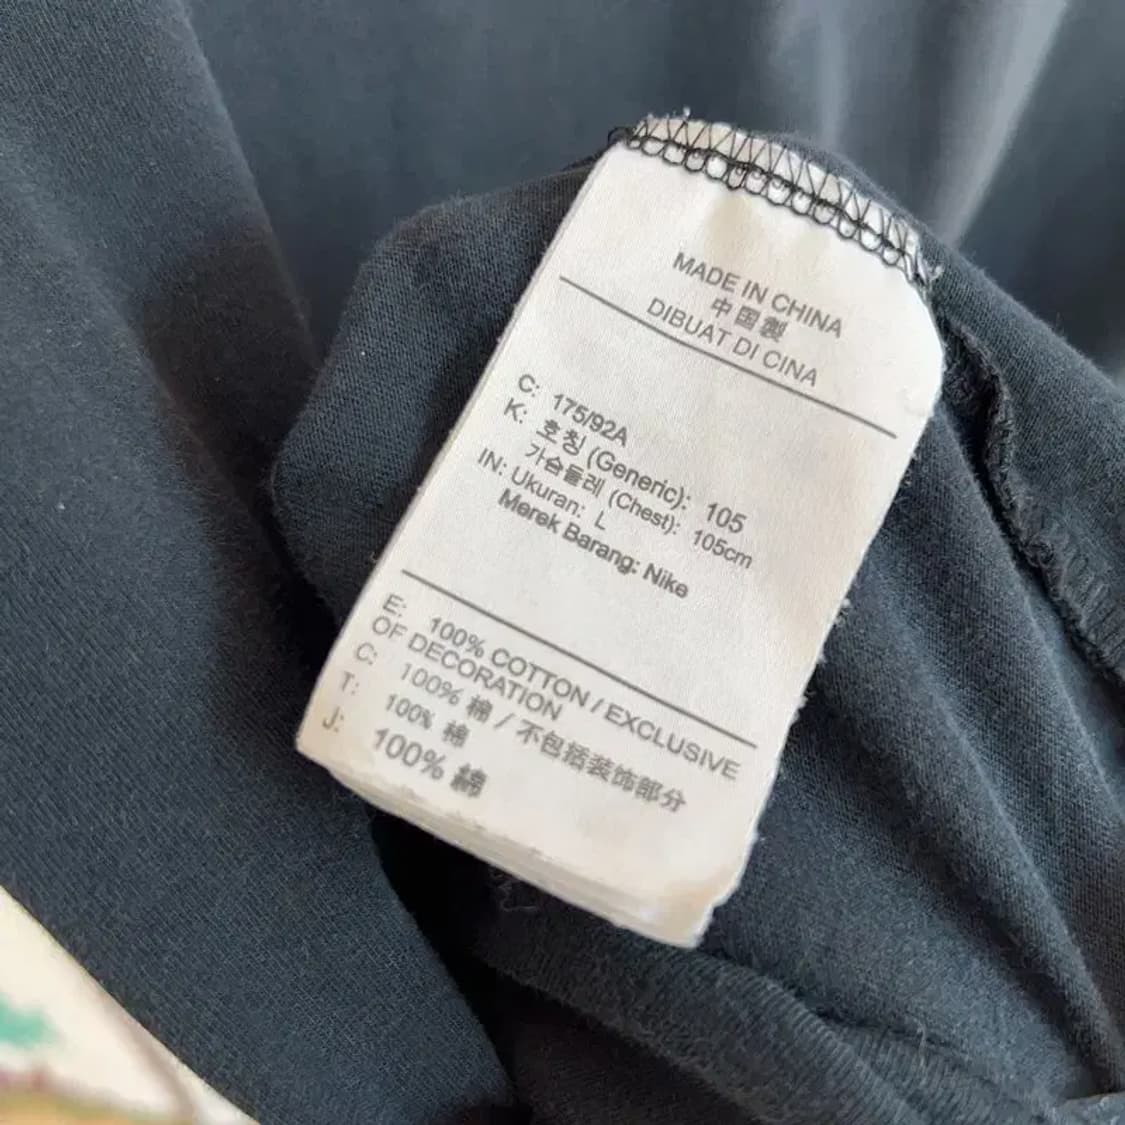 MADE IN CHINA
中国製
DIBUAT DI CINA
C: 175/92A
K: 호칭 (Generic): 105
가슴둘레 (Chest): 105cm
IN: Ukuran: L
Merek Barang: Nike
E: 100% COTTON / EXCLUSIVE
OF DECORATION
C: 100% 棉 / 不包括装饰部分
T: 100% 棉
J: 100% 綿